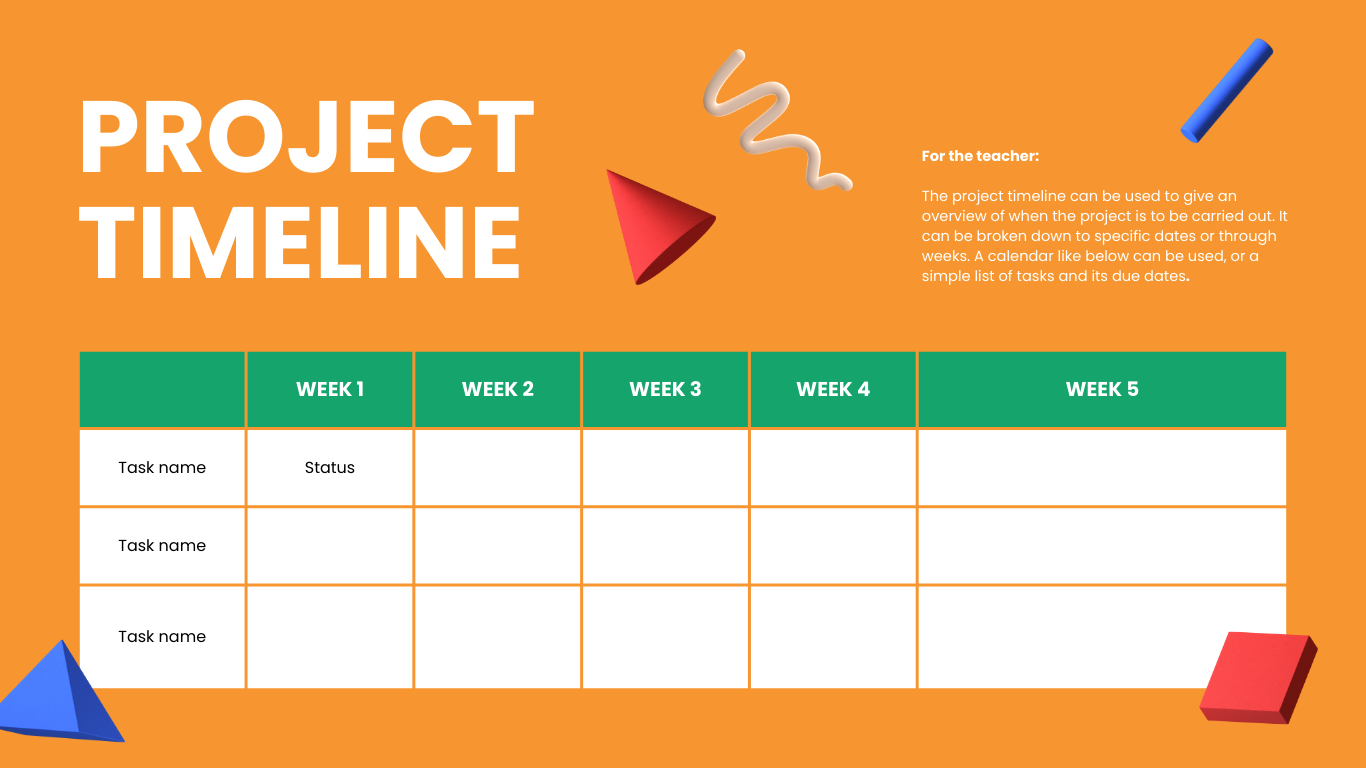 PROJECT
TIMELINE
For the teacher:
The project timeline can be used to give an
overview of when the project is to be carried out. It
can be broken down to specific dates or through
weeks. A calendar like below can be used, or a
simple list of tasks and its due dates.
WEEK 1 WEEK 2 WEEK 3 WEEK 4 WEEK 5
Task name Status
Task name
Task name